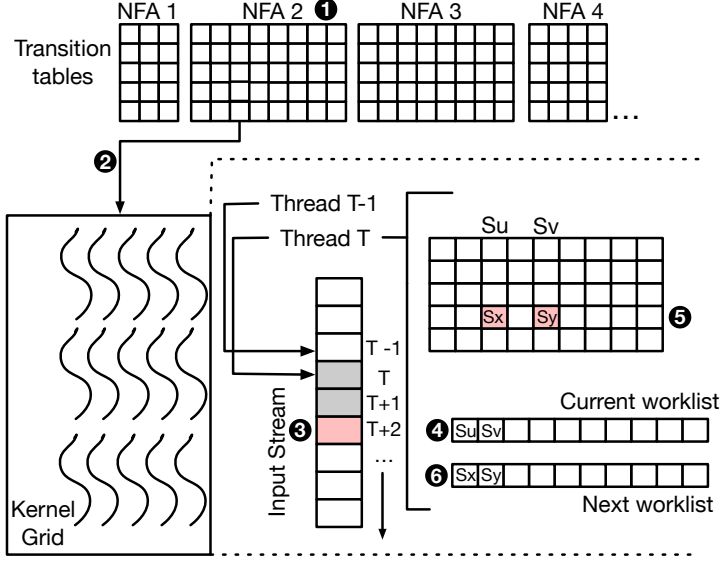 NFA 1
NFA 2
1
NFA 3
NFA 4
Transition
tables
...
2
Thread T-1
Thread T
Su
Sv
Sx
Sy
5
T -1
T
T+1
T+2
...
3
Input Stream
Current worklist
4
Su
Sv
6
Sx
Sy
Next worklist
Kernel
Grid